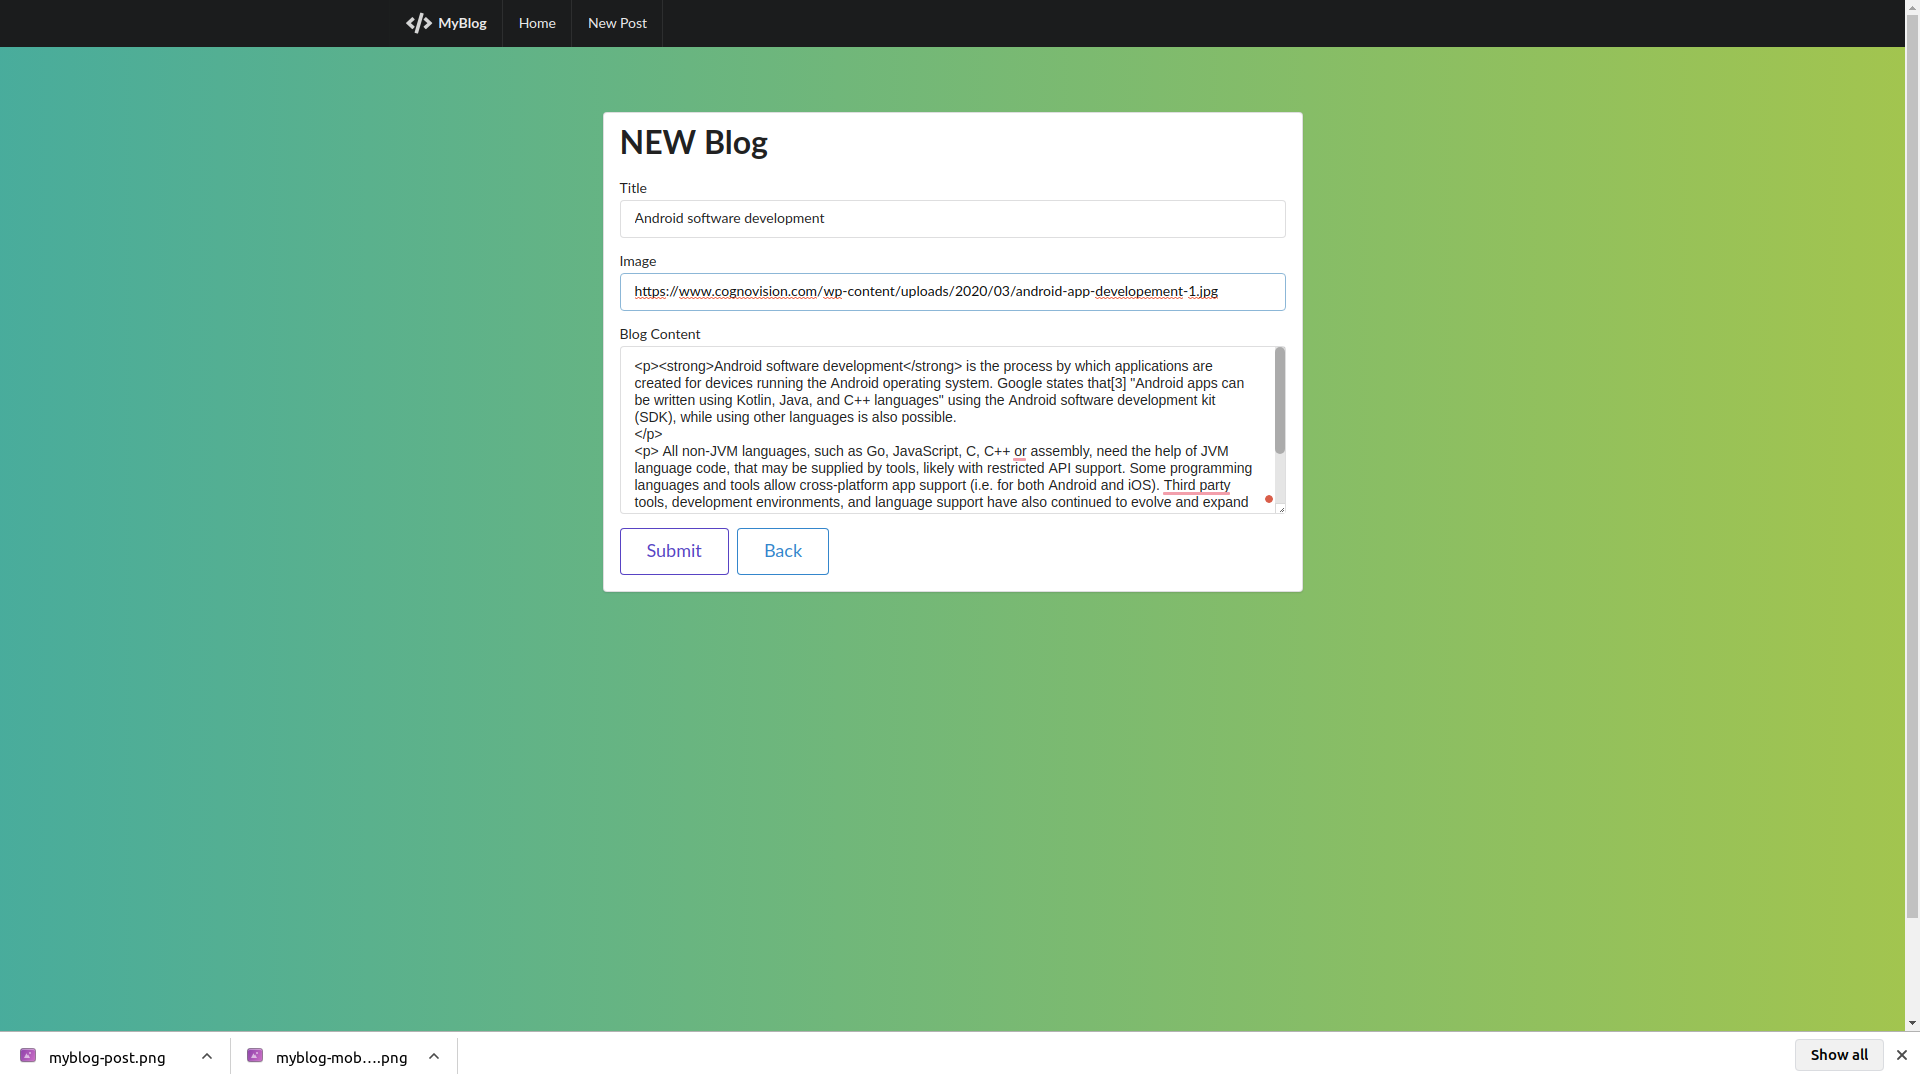 MyBlog Home New Post
NEW Blog
Title
Android software development
Image
https://www.cognovision.com/wp-content/uploads/2020/03/android-app-developement-1.jpg
Blog Content
<p><strong>Android software development</strong> is the process by which applications are
created for devices running the Android operating system. Google states that[3] "Android apps can
be written using Kotlin, Java, and C++ languages" using the Android software development kit
(SDK), while using other languages is also possible.
</p>
<p> All non-JVM languages, such as Go, JavaScript, C, C++ or assembly, need the help of JVM
language code, that may be supplied by tools, likely with restricted API support. Some programming
languages and tools allow cross-platform app support (i.e. for both Android and iOS). Third party
tools, development environments, and language support have also continued to evolve and expand
Submit Back
myblog-post.png myblog-mob....png Show all